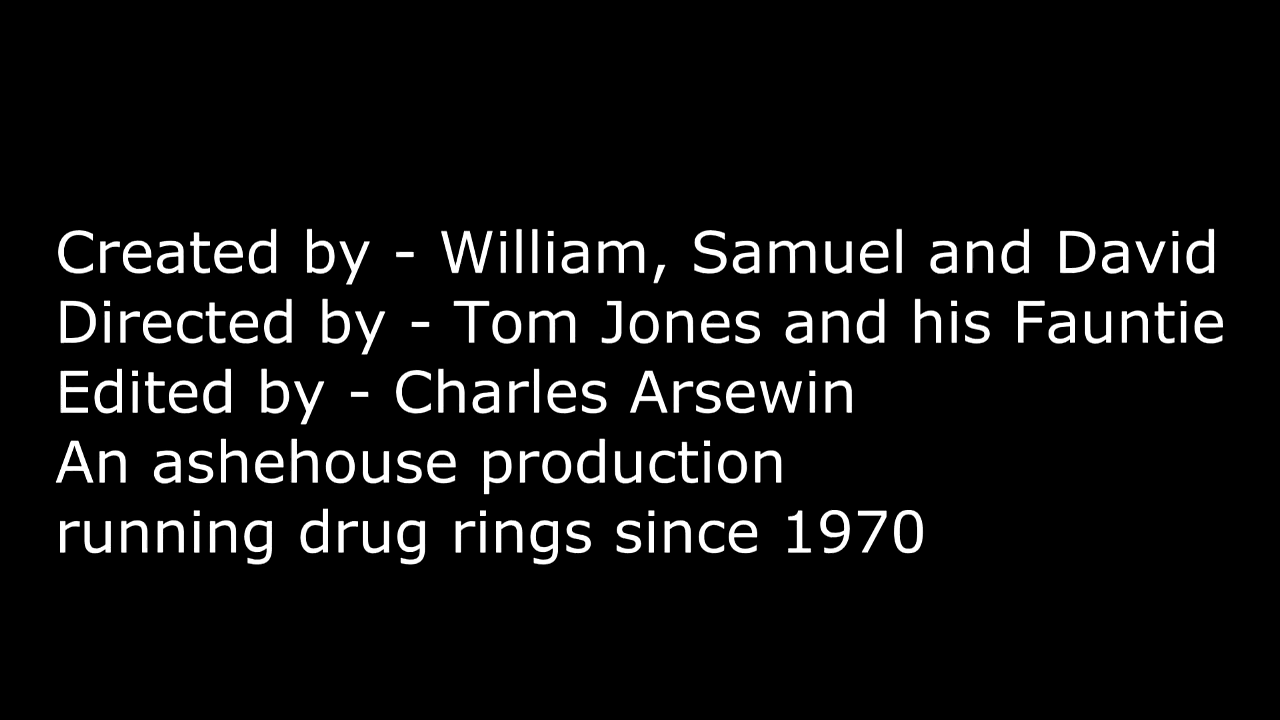 Created by - William, Samuel and David
Directed by - Tom Jones and his Fauntie
Edited by - Charles Arsewin
An ashehouse production
running drug rings since 1970